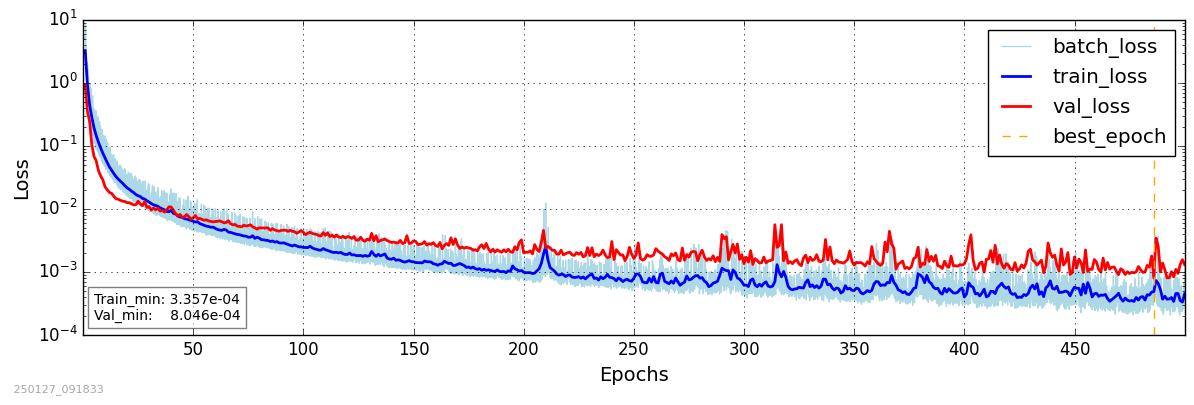 10^1
10^0
10^-1
10^-2
10^-3
10^-4
Loss
batch_loss
train_loss
val_loss
best_epoch
Train_min: 3.357e-04
Val_min: 8.046e-04
50 100 150 200 250 300 350 400 450
Epochs
250127_091833